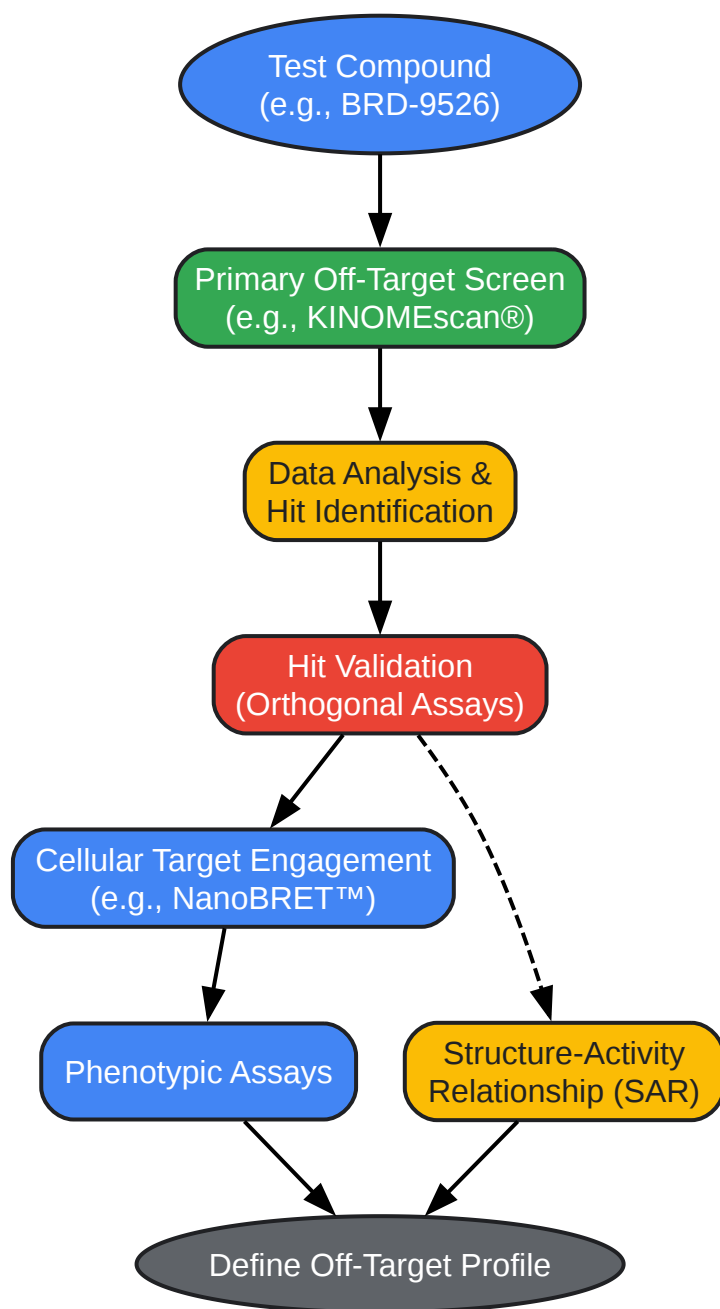 Test Compound
(e.g., BRD-9526)
Primary Off-Target Screen
(e.g., KINOMEscan®)
Data Analysis &
Hit Identification
Hit Validation
(Orthogonal Assays)
Cellular Target Engagement
(e.g., NanoBRET™)
Phenotypic Assays
Structure-Activity
Relationship (SAR)
Define Off-Target Profile